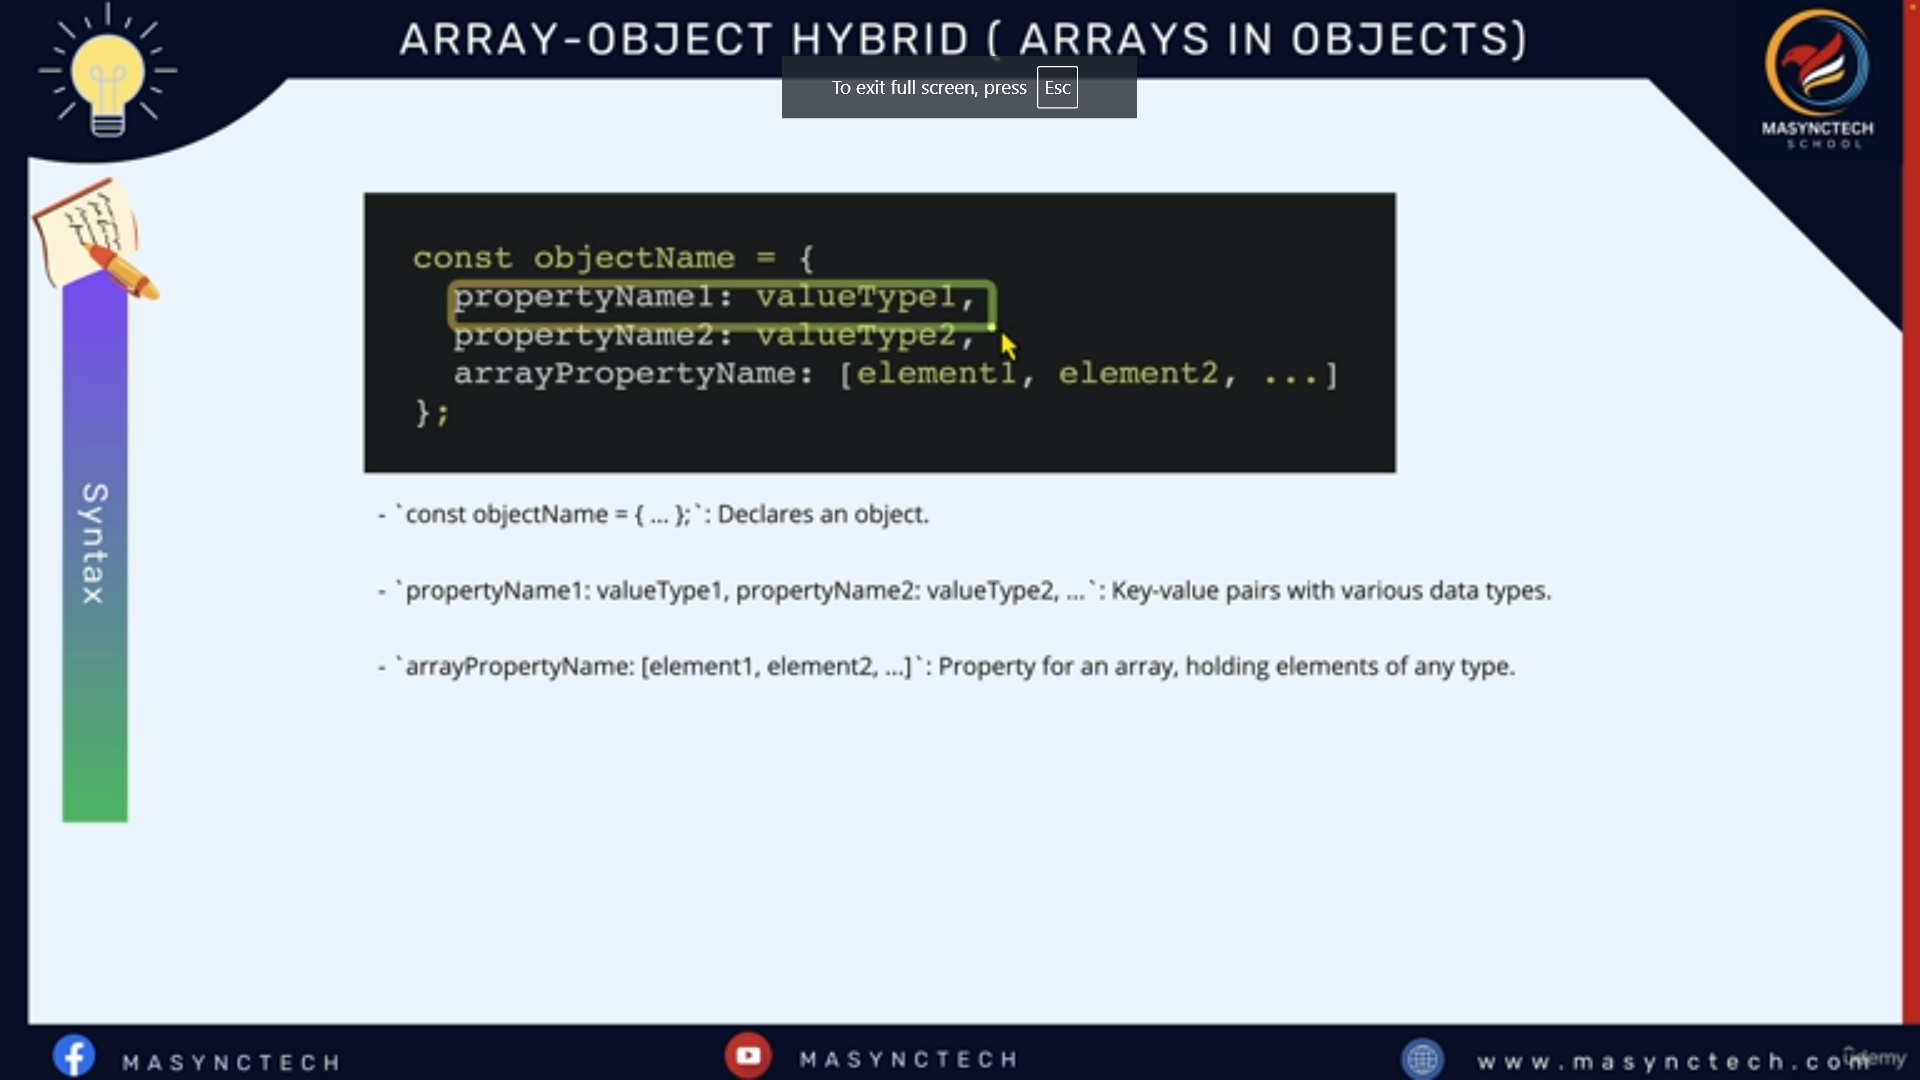 ARRAY-OBJECT HYBRID ( ARRAYS IN OBJECTS)
To exit full screen, press Esc
MASYNCTECH
SCHOOL
const objectName = {
propertyName1: valueType1,
propertyName2: valueType2,
arrayPropertyName: [element1, element2, ...]
};
Syntax
- `const objectName = { ... };`: Declares an object.
- `propertyName1: valueType1, propertyName2: valueType2, ...`: Key-value pairs with various data types.
- `arrayPropertyName: [element1, element2, ...]`: Property for an array, holding elements of any type.
MASYNCTECH
MASYNCTECH
www.masynctech.com
Udemy